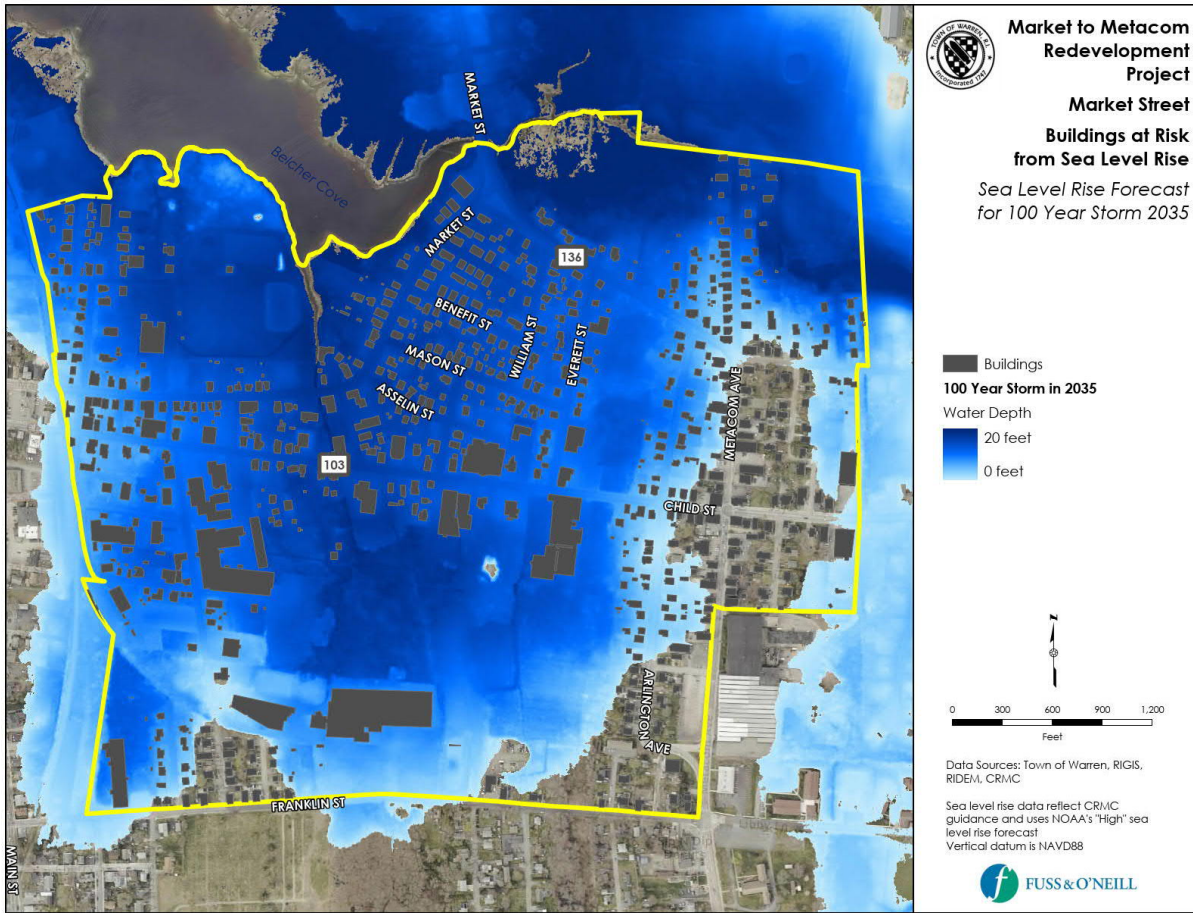 MARKET ST
Belcher Cove
MARKET ST
136
BENEFIT ST
WILLIAM ST
EVERETT ST
MASON ST
ASSELIN ST
METACOM AVE
103
CHILD ST
ARLINGTON
AVE
FRANKLIN ST
MAIN ST
TOWN OF WARREN, R.I.
Incorporated 1747
Market to Metacom
Redevelopment
Project
Market Street
Buildings at Risk
from Sea Level Rise
Sea Level Rise Forecast
for 100 Year Storm 2035
Buildings
100 Year Storm in 2035
Water Depth
20 feet
0 feet
0 300 600 900 1,200
Feet
Data Sources: Town of Warren, RIGIS,
RIDEM, CRMC
Sea level rise data reflect CRMC
guidance and uses NOAA's "High" sea
level rise forecast
Vertical datum is NAVD88
f FUSS & O'NEILL